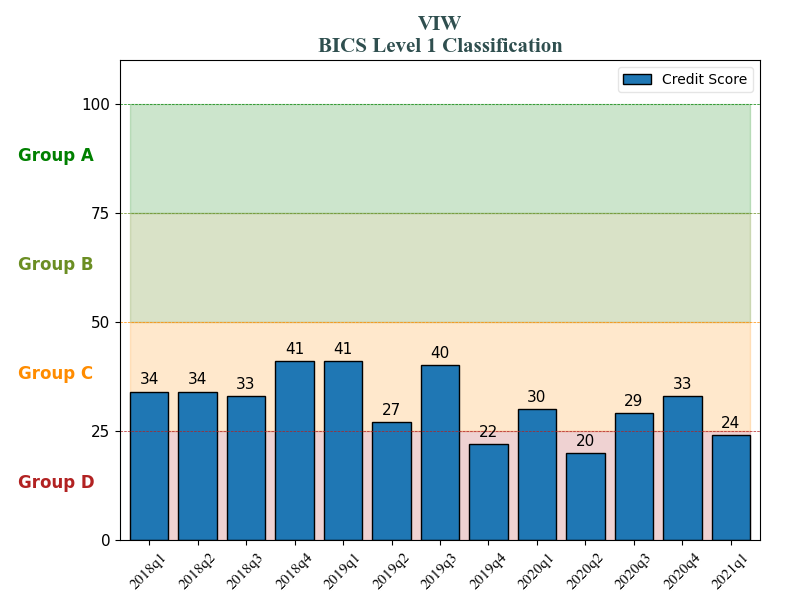 VIW
BICS Level 1 Classification
Credit Score
100
Group A
75
Group B
50
41
41
40
Group C
34
34
33
33
30
29
27
25
24
22
20
Group D
0
2018q1
2018q2
2018q3
2018q4
2019q1
2019q2
2019q3
2019q4
2020q1
2020q2
2020q3
2020q4
2021q1